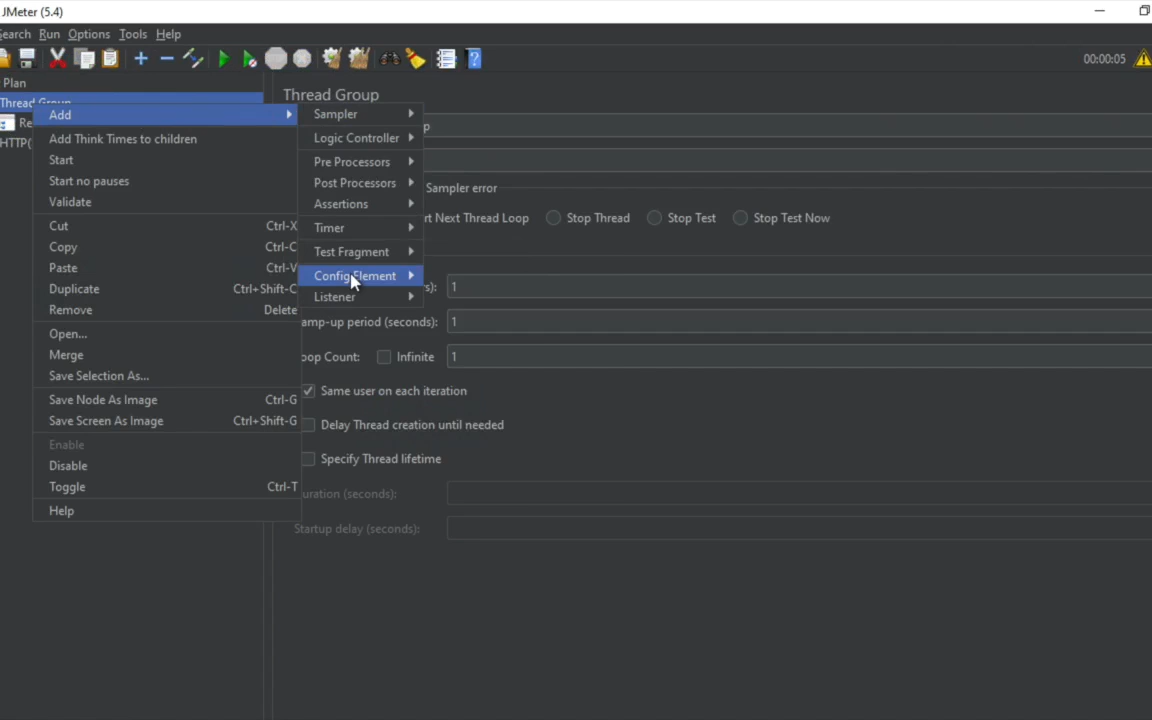 JMeter (5.4)
Search Run Options Tools Help
00:00:05
Plan
Thread Group
Thread Group
Add
Sampler
Re
p
HTTP(
Add Think Times to children
Logic Controller
Start
Pre Processors
Start no pauses
Post Processors
Sampler error
Validate
Assertions
Cut Ctrl-X
Timer
rt Next Thread Loop Stop Thread Stop Test Stop Test Now
Copy Ctrl-C
Test Fragment
Paste Ctrl-V
Config Element
Duplicate Ctrl+Shift-C
Listener
s): 1
Remove Delete
amp-up period (seconds): 1
Open...
Merge
oop Count: Infinite 1
Save Selection As...
Same user on each iteration
Save Node As Image Ctrl-G
Save Screen As Image Ctrl+Shift-G
Delay Thread creation until needed
Enable
Specify Thread lifetime
Disable
Toggle Ctrl-T
uration (seconds):
Help
Startup delay (seconds):